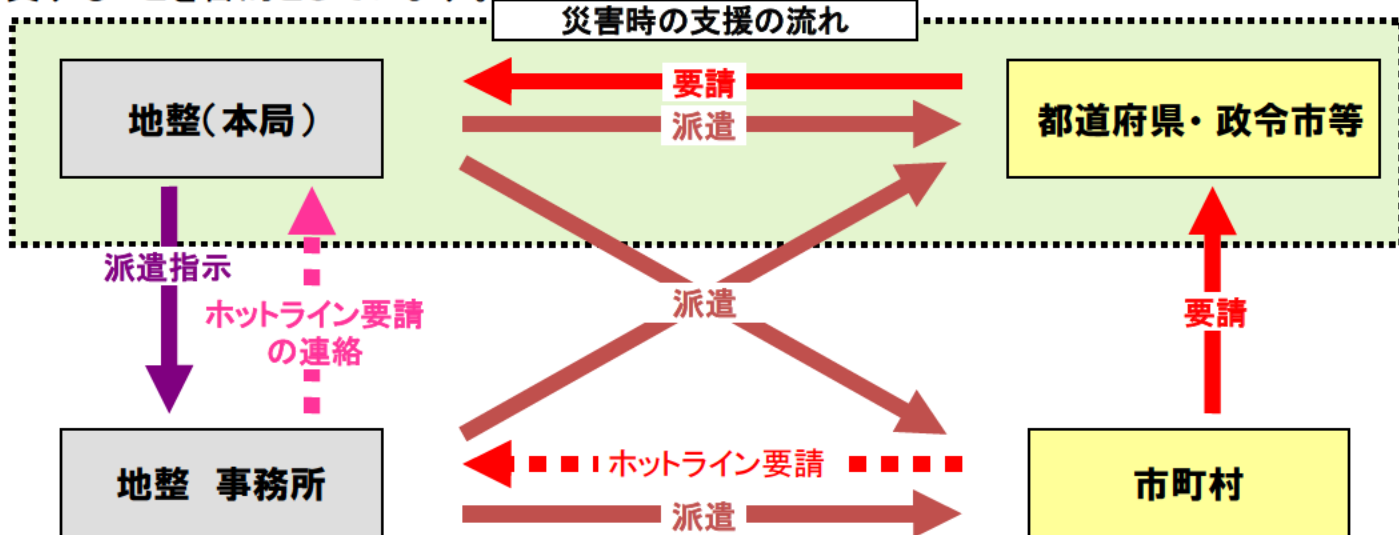 災害時の支援の流れ
地整(本局)
要請
派遣
都道府県・政令市等
派遣指示
ホットライン要請
の連絡
派遣
要請
地整 事務所
ホットライン要請
派遣
市町村